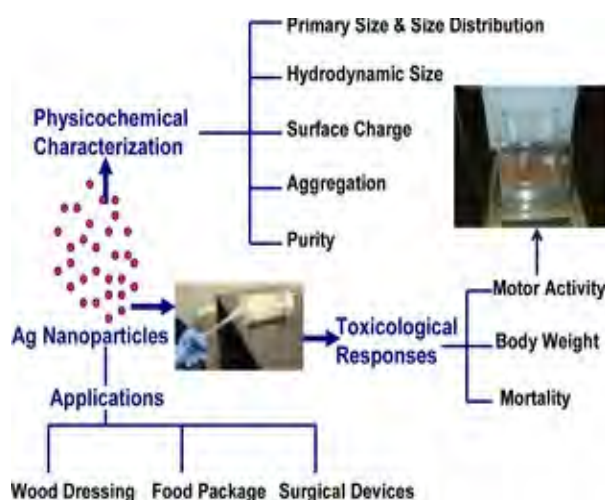 Primary Size & Size Distribution
Hydrodynamic Size
Physicochemical
Characterization
Surface Charge
Aggregation
Purity
Motor Activity
Ag Nanoparticles
Toxicological
Responses
Body Weight
Applications
Mortality
Wood Dressing
Food Package
Surgical Devices